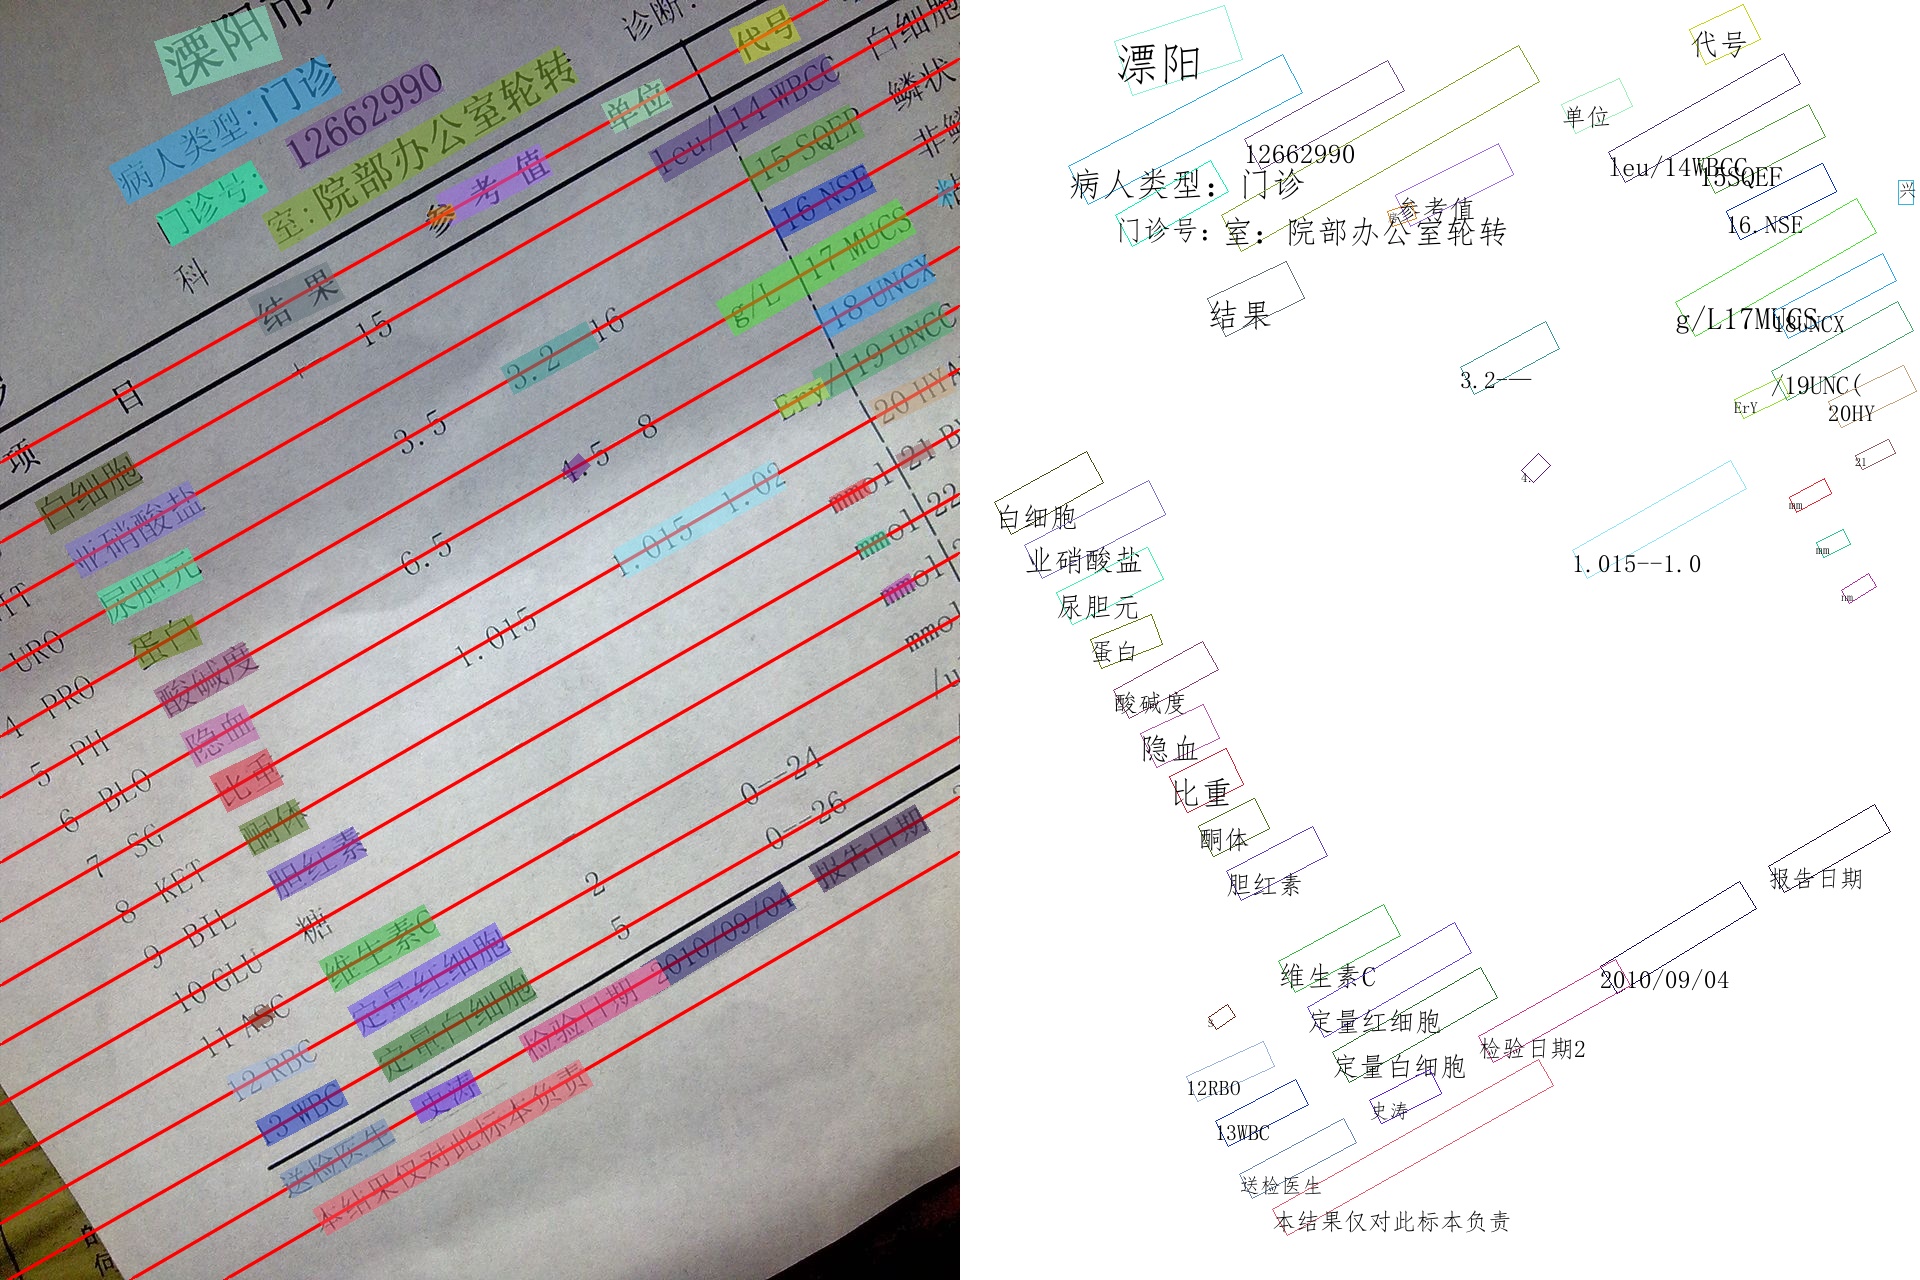 溧阳市
病人类型:门诊
门诊号: 12662990
科 室:院部办公室轮转 诊断:
项 目 结果 参考值 单位 代号
白细胞 +- 15 leu/ 14 WBCC 白细胞
IT 亚硝酸盐 15 SQEP 鳞状
URO 尿胆元 3.5 3.2--16 16 NSE
4 PRO 蛋白 g/L 17 MUCS
5 PH 酸碱度 6.5 4.5 8 18 UNCX
6 BLO 隐血 Ery/ 19 UNCC
7 SG 比重 1.015 1.015--1.02 20 HYA
8 KET 酮体 mmol 21
9 BIL 胆红素 mmol 22
10 GLU 糖 mmol
11 ASC 维生素C mmol
12 RBC 定量红细胞 2 0--24 /u
13 WBC 定量白细胞 5 0--26
送检医生 史涛 检验日期 2010/09/04 报告日期
本结果仅对此标本负责
漂阳
代号
单位
12662990
leu/14WBCC
15SQEF
病人类型：门诊
兴
参考值
门诊号:
室：院部办公室轮转
16.NSE
结果
g/L17MUGS
18UNCX
3.2-—
/19UNC(
ErY
20HY
21
4.
mm
白细胞
mm
业硝酸盐
1.015--1.0
nm
尿胆元
蛋白
酸碱度
隐血
比重
酮体
胆红素
报告日期
维生素C
2010/09/04
定量红细胞
检验日期2
定量白细胞
12RBO
史涛
13WBC
送检医生
本结果仅对此标本负责